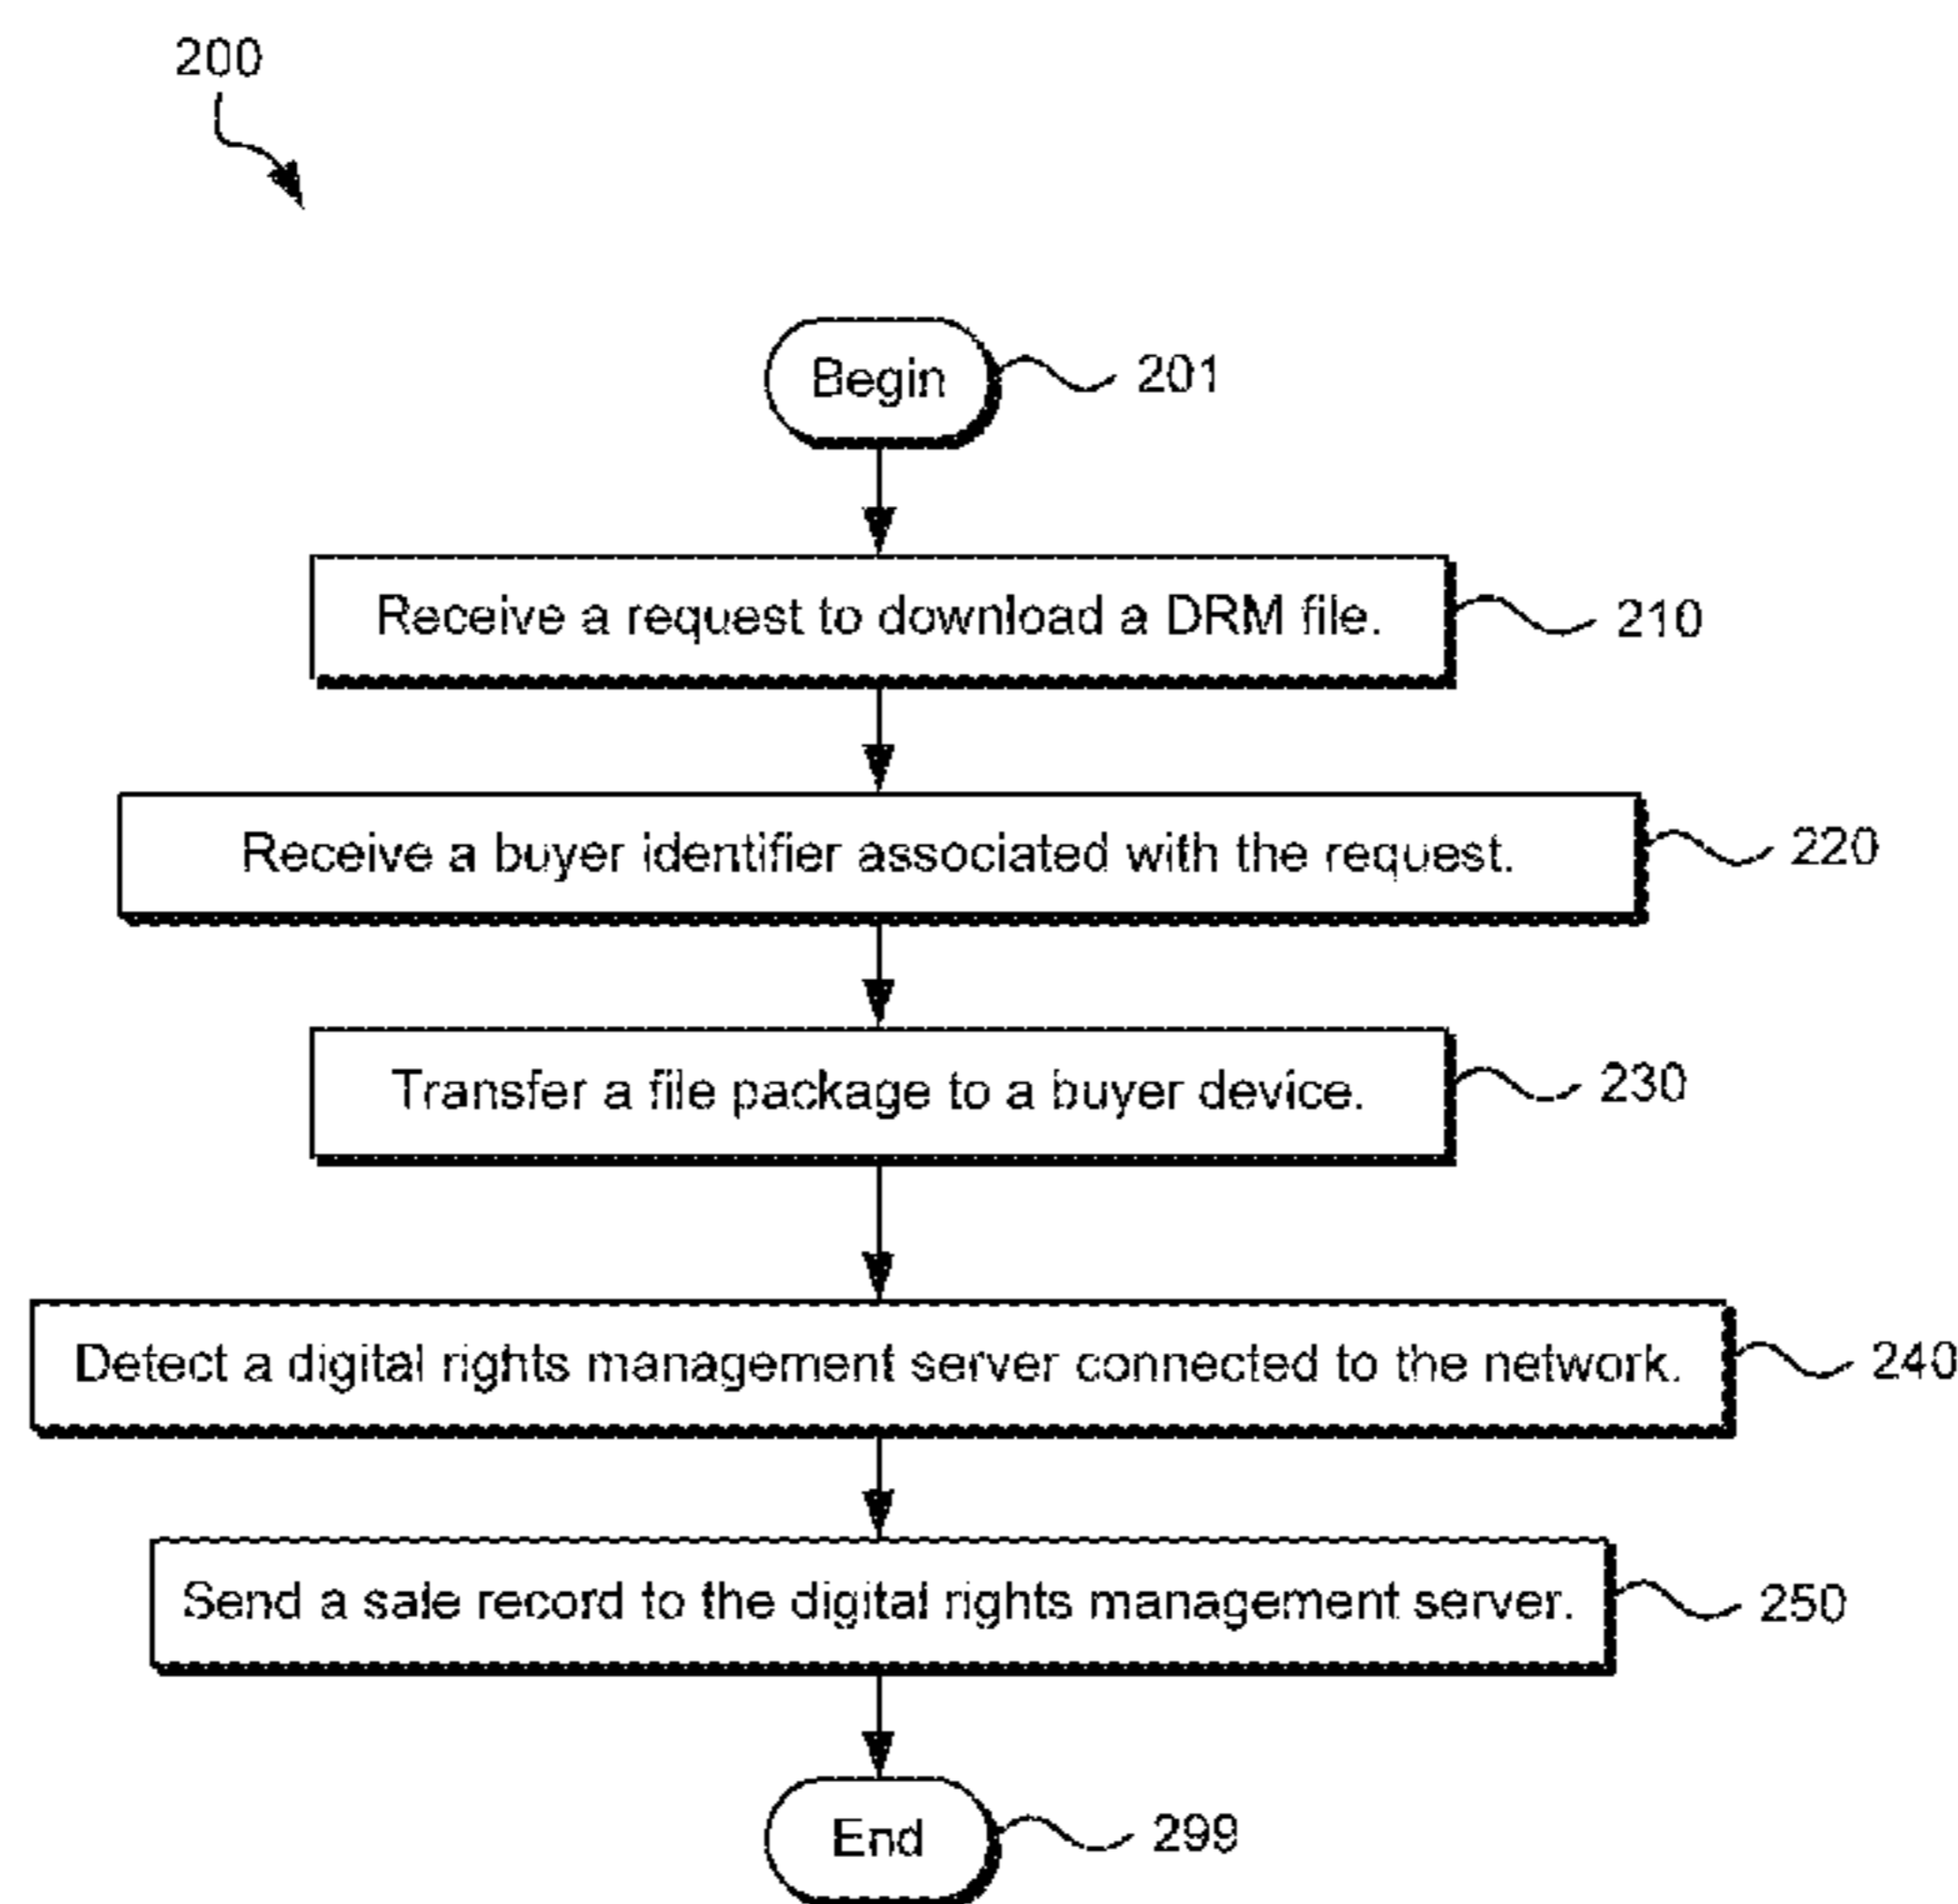 200
Begin 201
Receive a request to download a DRM file. 210
Receive a buyer identifier associated with the request. 220
Transfer a file package to a buyer device. 230
Detect a digital rights management server connected to the network. 240
Send a sale record to the digital rights management server. 250
End 299